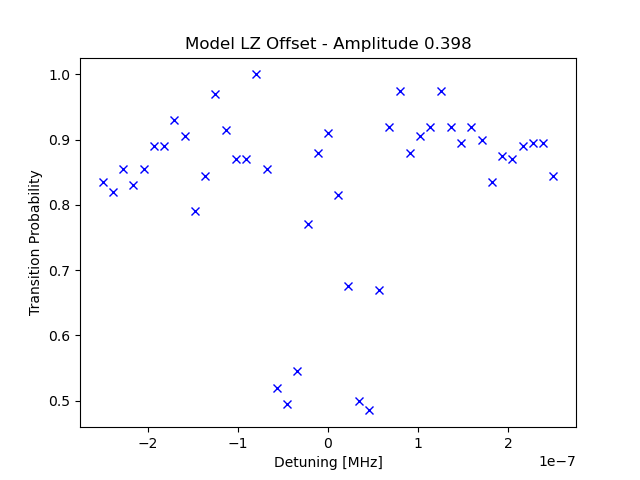 Model LZ Offset - Amplitude 0.398
1.0
0.9
0.8
0.7
0.6
0.5
Transition Probability
−2
−1
0
1
2
1e−7
Detuning [MHz]